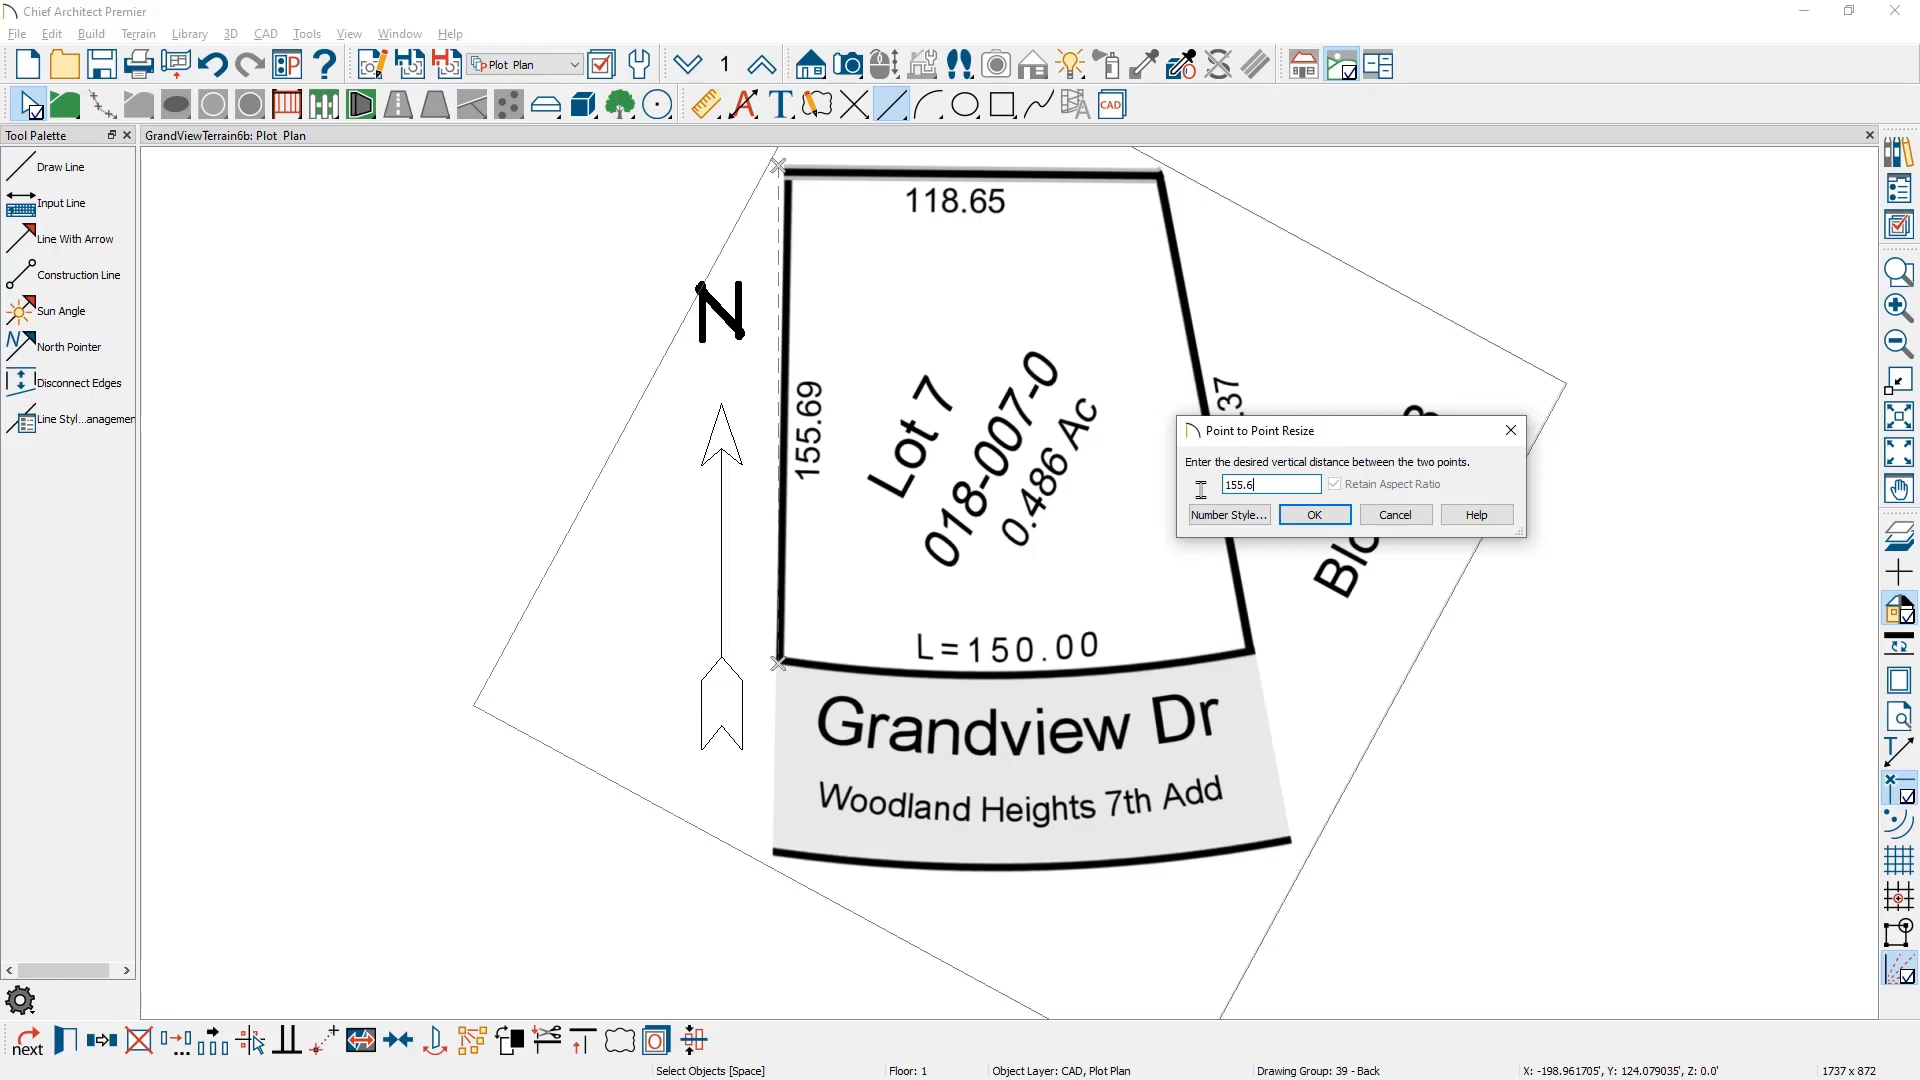 Chief Architect Premier
File Edit Build Terrain Library 3D CAD Tools View Window Help
Plot Plan 1
CAD
Tool Palette
GrandViewTerrain6b: Plot Plan
Draw Line
Input Line
Line With Arrow
Construction Line
Sun Angle
North Pointer
Disconnect Edges
Line Styl...anagemen
118.65
N
155.69
Lot 7
018-007-0
0.486 Ac
.37
Point to Point Resize
Enter the desired vertical distance between the two points.
155.6 Retain Aspect Ratio
Number Style... OK Cancel Help
L=150.00
Grandview Dr
Woodland Heights 7th Add
next
Select Objects [Space] Floor: 1 Object Layer: CAD, Plot Plan Drawing Group: 39 - Back X: -198.961705', Y: 124.079035', Z: 0.0' 1737 x 872